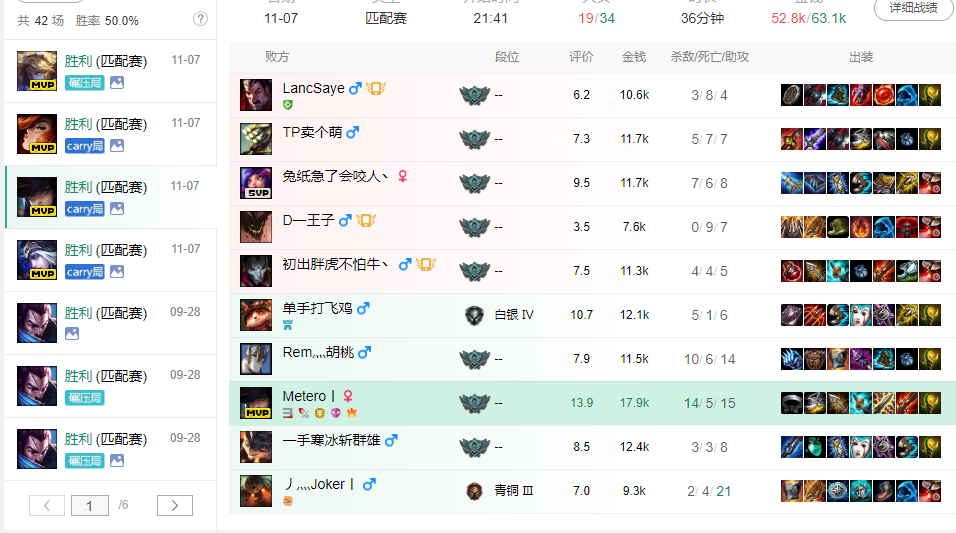 共 42 场 胜率 50.0% ?
胜利 (匹配赛) 11-07
MVP 碾压局
胜利 (匹配赛) 11-07
MVP carry局
胜利 (匹配赛) 11-07
MVP carry局
胜利 (匹配赛) 11-07
MVP carry局
胜利 (匹配赛) 09-28
胜利 (匹配赛) 09-28
碾压局
胜利 (匹配赛) 09-28
碾压局
1 /6
11-07 匹配赛 21:41 19/34 36分钟 52.8k/63.1k 详细战绩
败方 段位 评价 金钱 杀敌/死亡/助攻 出装
LancSaye -- 6.2 10.6k 3/ 8/ 4
TP卖个萌 -- 7.3 11.7k 5/ 7/ 7
免纸急了会咬人丶 -- 9.5 11.7k 7/ 6/ 8
SVP
D一王子 -- 3.5 7.6k 0/ 9/ 7
初出胖虎不怕牛丶 -- 7.5 11.3k 4/ 4/ 5
单手打飞鸡 白银 IV 10.7 12.1k 5/ 1/ 6
Rem灬胡桃 -- 7.9 11.5k 10/ 6/ 14
Metero丨 -- 13.9 17.9k 14/ 5/ 15
MVP
一手寒冰斩群雄 -- 8.5 12.4k 3/ 3/ 8
丿灬Joker丨 青铜 III 7.0 9.3k 2/ 4/ 21